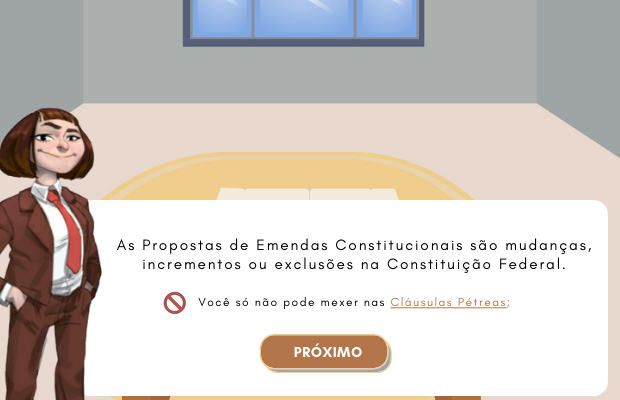 As Propostas de Emendas Constitucionais são mudanças,
incrementos ou exclusões na Constituição Federal.
Você só não pode mexer nas Cláusulas Pétreas;
PRÓXIMO